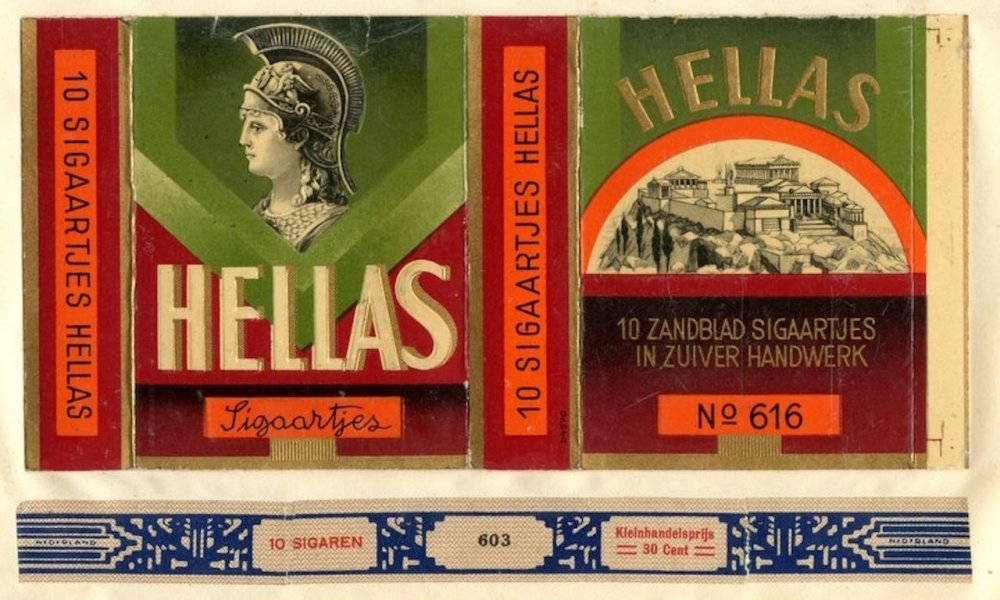 10 SIGAARTJES HELLAS
HELLAS
Sigaartjes
10 SIGAARTJES HELLAS
HELLAS
10 ZANDBLAD SIGAARTJES
IN ZUIVER HANDWERK
No 616
NEDERLAND
10 SIGAREN
603
Kleinhandelsprijs
30 Cent
NEDERLAND